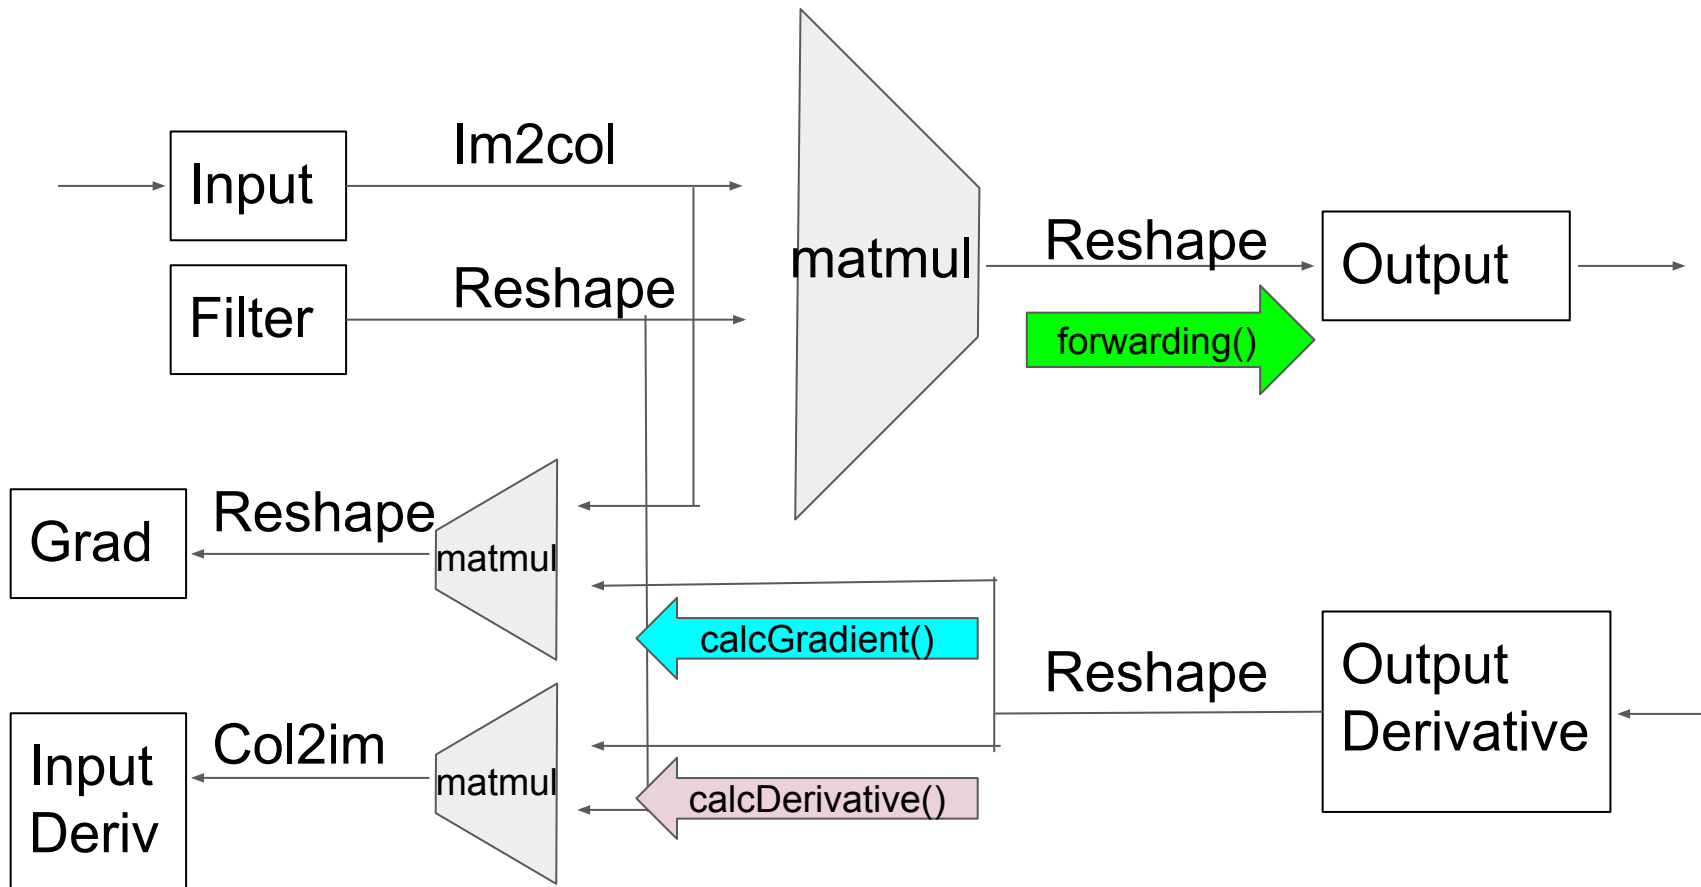 Im2col
Input
matmul
Reshape
Output
Reshape
Filter
forwarding()
Reshape
Grad
matmul
calcGradient()
Reshape
Output
Derivative
Col2im
Input
Deriv
matmul
calcDerivative()